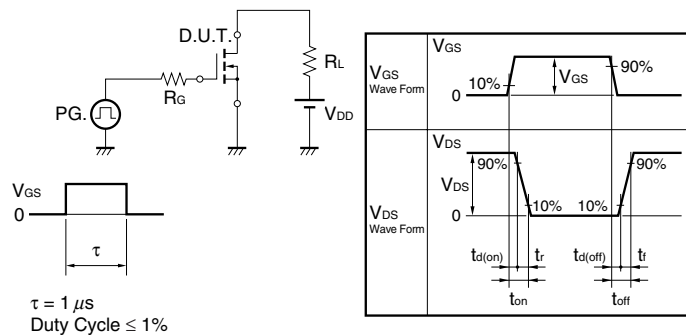 D.U.T.
RL
RG
PG.
VDD
VGS
0
τ
τ = 1 μs
Duty Cycle ≤ 1%
VGS
Wave Form
VGS
10%
0
VGS
90%
VDS
Wave Form
VDS
90%
VDS
0
10%
10%
90%
td(on)
tr
td(off)
tf
ton
toff